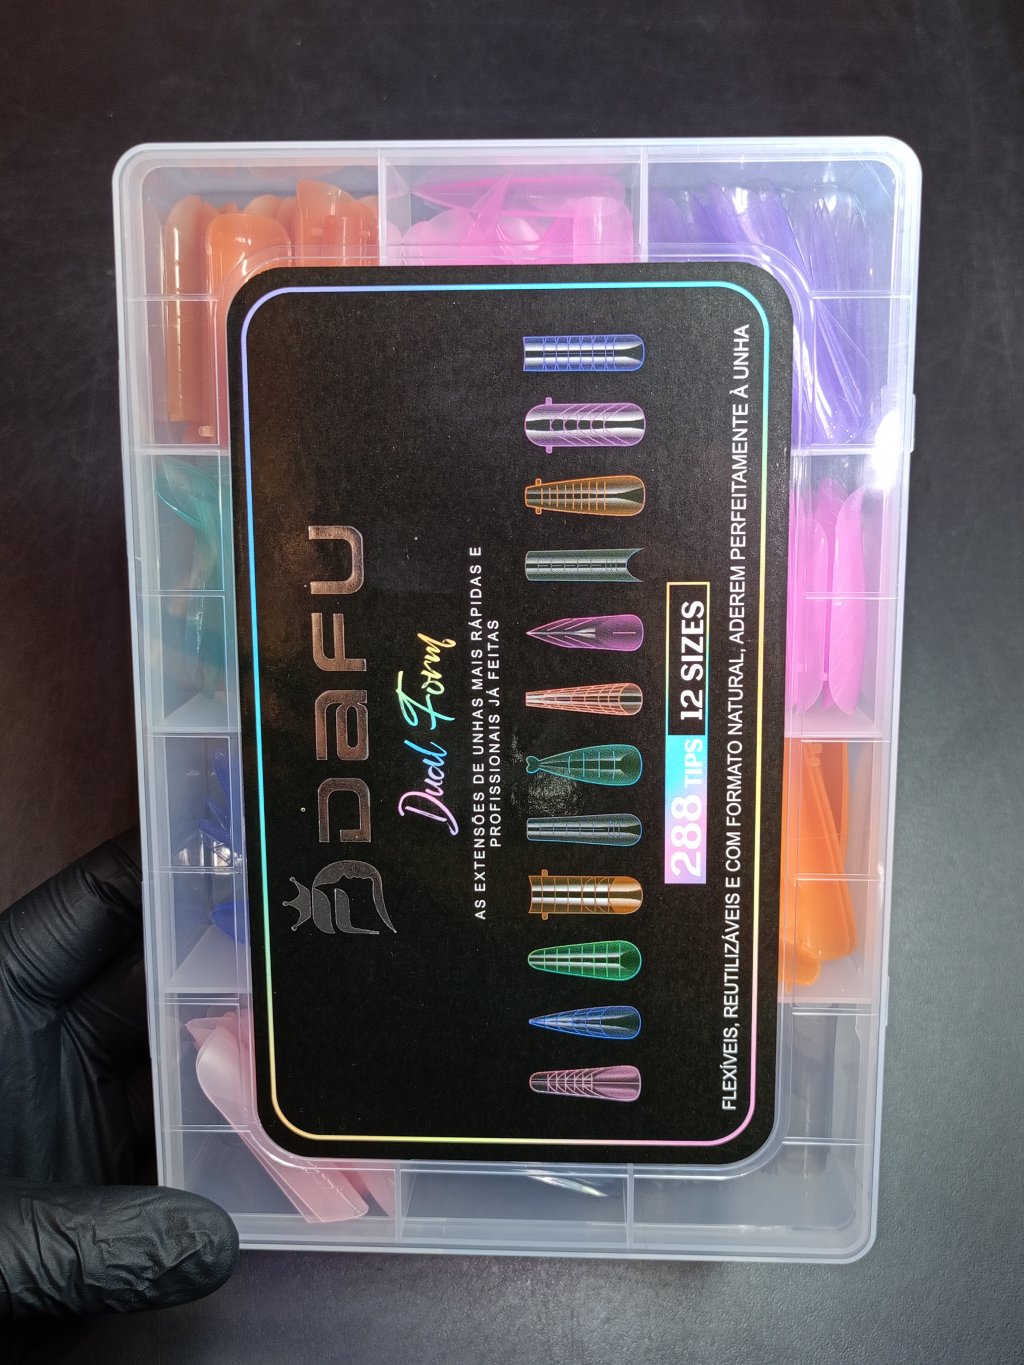 DAFU
Dual Form
AS EXTENSÕES DE UNHAS MAIS RÁPIDAS E
PROFISSIONAIS JÁ FEITAS
288 TIPS 12 SIZES
FLEXÍVEIS, REUTILIZÁVEIS E COM FORMATO NATURAL, ADEREM PERFEITAMENTE À UNHA